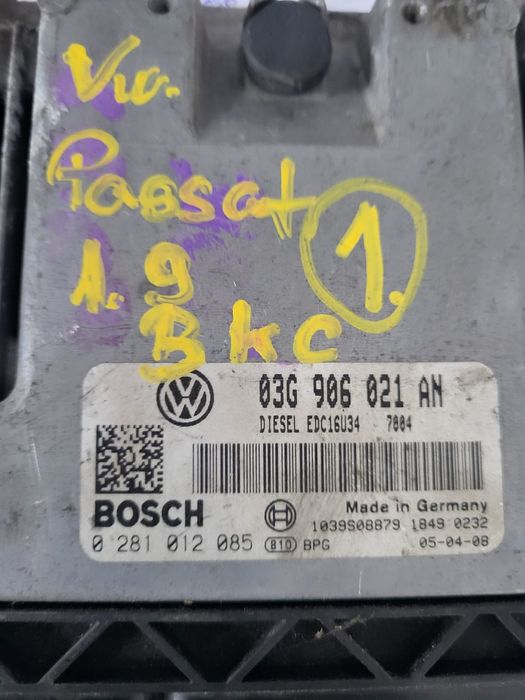 Vw.
Passat
1.9
1.
BKC
03G 906 021 AN
DIESEL EDC16U34 7004
BOSCH
Made in Germany
1039S08879 1849 0232
0 281 012 085 810 BPG 05-04-08